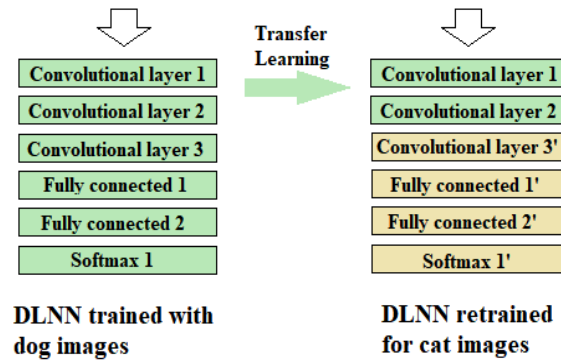 Transfer
Learning
Convolutional layer 1
Convolutional layer 2
Convolutional layer 3
Fully connected 1
Fully connected 2
Softmax 1
DLNN trained with
dog images
Convolutional layer 1
Convolutional layer 2
Convolutional layer 3'
Fully connected 1'
Fully connected 2'
Softmax 1'
DLNN retrained
for cat images